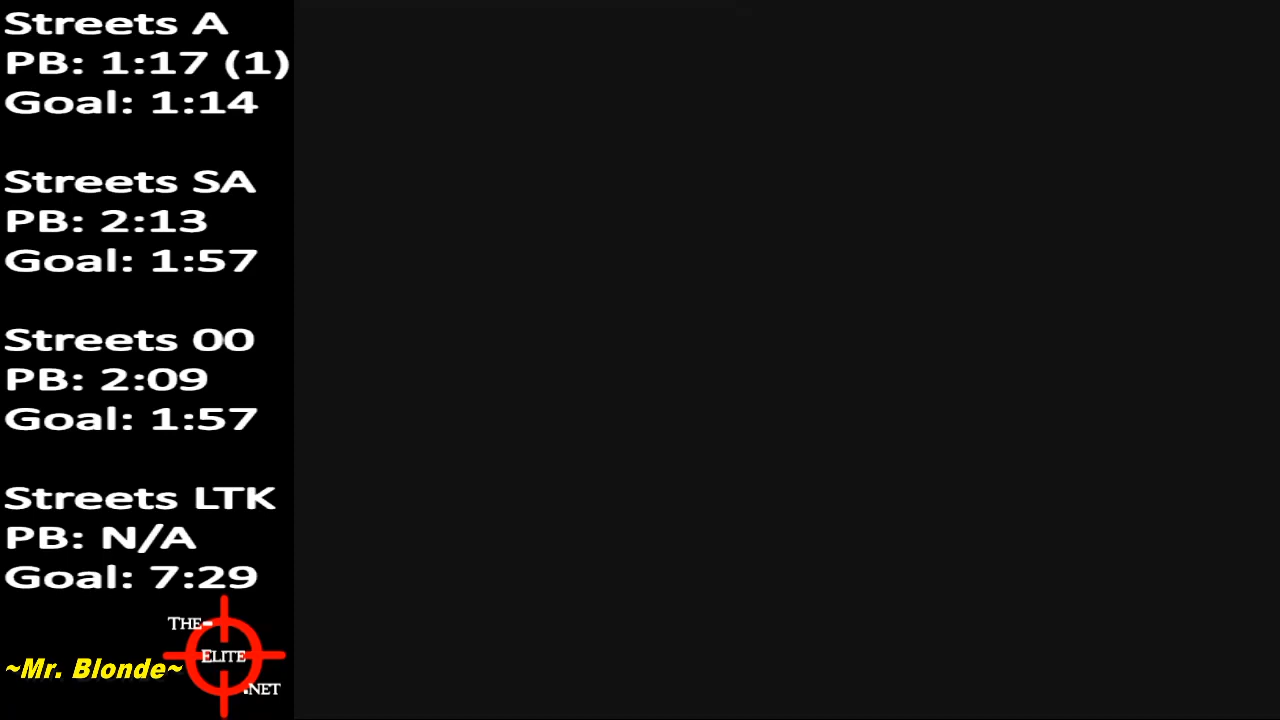 Streets A
PB: 1:17 (1)
Goal: 1:14
Streets SA
PB: 2:13
Goal: 1:57
Streets 00
PB: 2:09
Goal: 1:57
Streets LTK
PB: N/A
Goal: 7:29
THE-
ELITE
.NET
~Mr. Blonde~